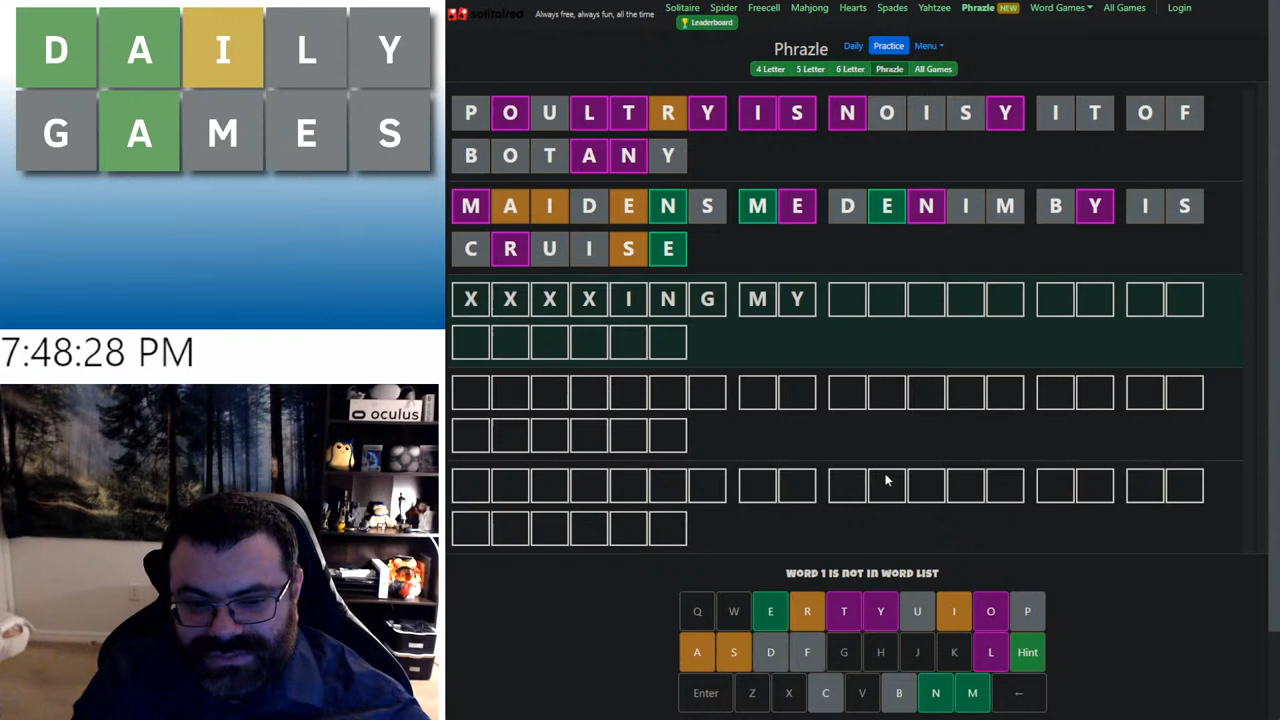 DAILY
GAMES
7:48:28 PM
oculus
solitaired
Always free, always fun, all the time
Solitaire Spider Freecell Mahjong Hearts Spades Yahtzee Phrazle NEW Word Games All Games Login
Leaderboard
Phrazle Daily Practice Menu
4 Letter 5 Letter 6 Letter Phrazle All Games
POULTRY IS NOISY IT OF
BOTANY
MAIDENS ME DENIM BY IS
CRUISE
XXXXING MY
WORD 1 IS NOT IN WORD LIST
Q W E R T Y U I O P
A S D F G H J K L Hint
Enter Z X C V B N M ←